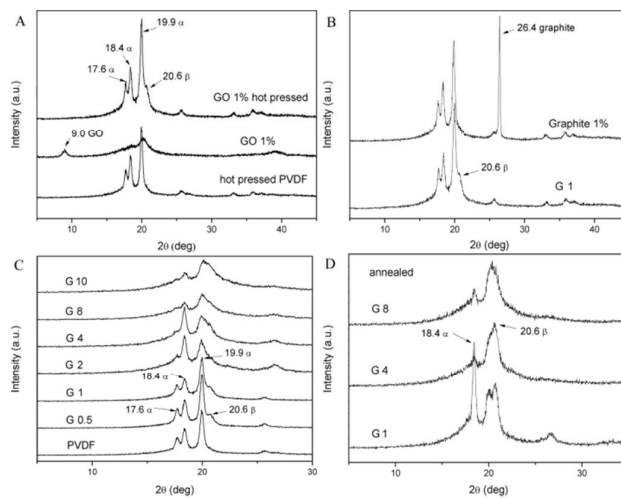 A
19.9 α
18.4 α
17.6 α
20.6 β
GO 1% hot pressed
9.0 GO
GO 1%
hot pressed PVDF
Intensity (a.u.)
10
20
30
40
2θ (deg)
B
26.4 graphite
Graphite 1%
20.6 β
G 1
Intensity (a.u.)
10
20
30
40
2θ (deg)
C
G 10
G 8
G 4
G 2
19.9 α
18.4 α
G 1
17.6 α
20.6 β
G 0.5
PVDF
Intensity (a.u.)
10
20
30
2θ (deg)
D
annealed
G 8
18.4 α
20.6 β
G 4
G 1
Intensity (a.u.)
10
20
30
2θ (deg)